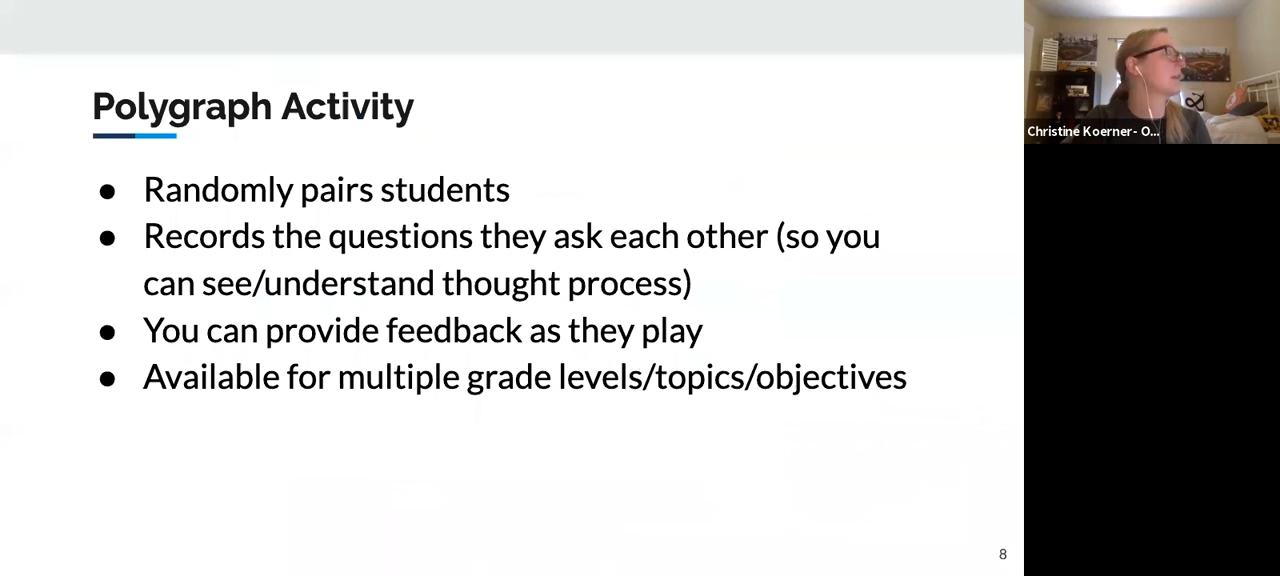 Polygraph Activity
● Randomly pairs students
● Records the questions they ask each other (so you
can see/understand thought process)
● You can provide feedback as they play
● Available for multiple grade levels/topics/objectives
8
Christine Koerner- O...